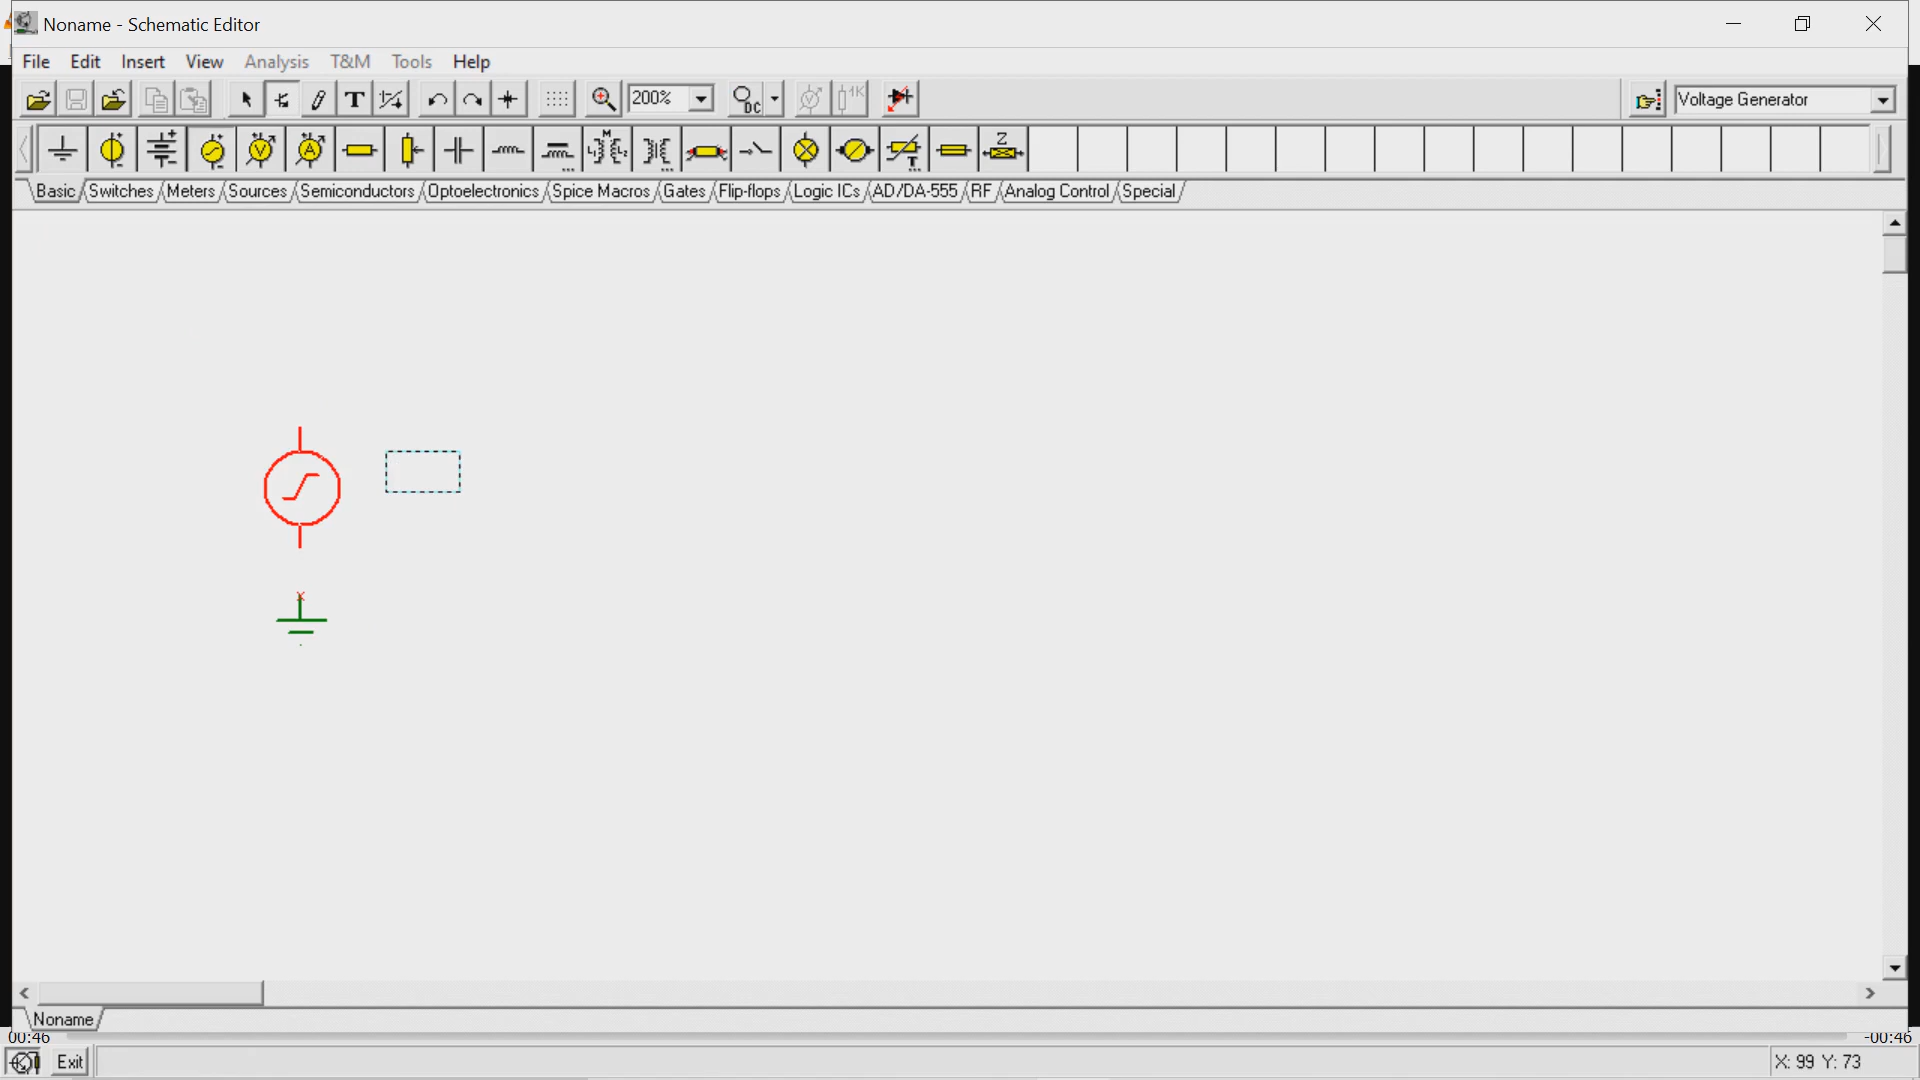 Noname - Schematic Editor
File Edit Insert View Analysis T&M Tools Help
T 200% DC 1K Voltage Generator
V A M T Z
Basic Switches Meters Sources Semiconductors Optoelectronics Spice Macros Gates Flip-flops Logic ICs AD/DA-555 RF Analog Control Special
Noname
00:46 -00:46
Exit X: 99 Y: 73